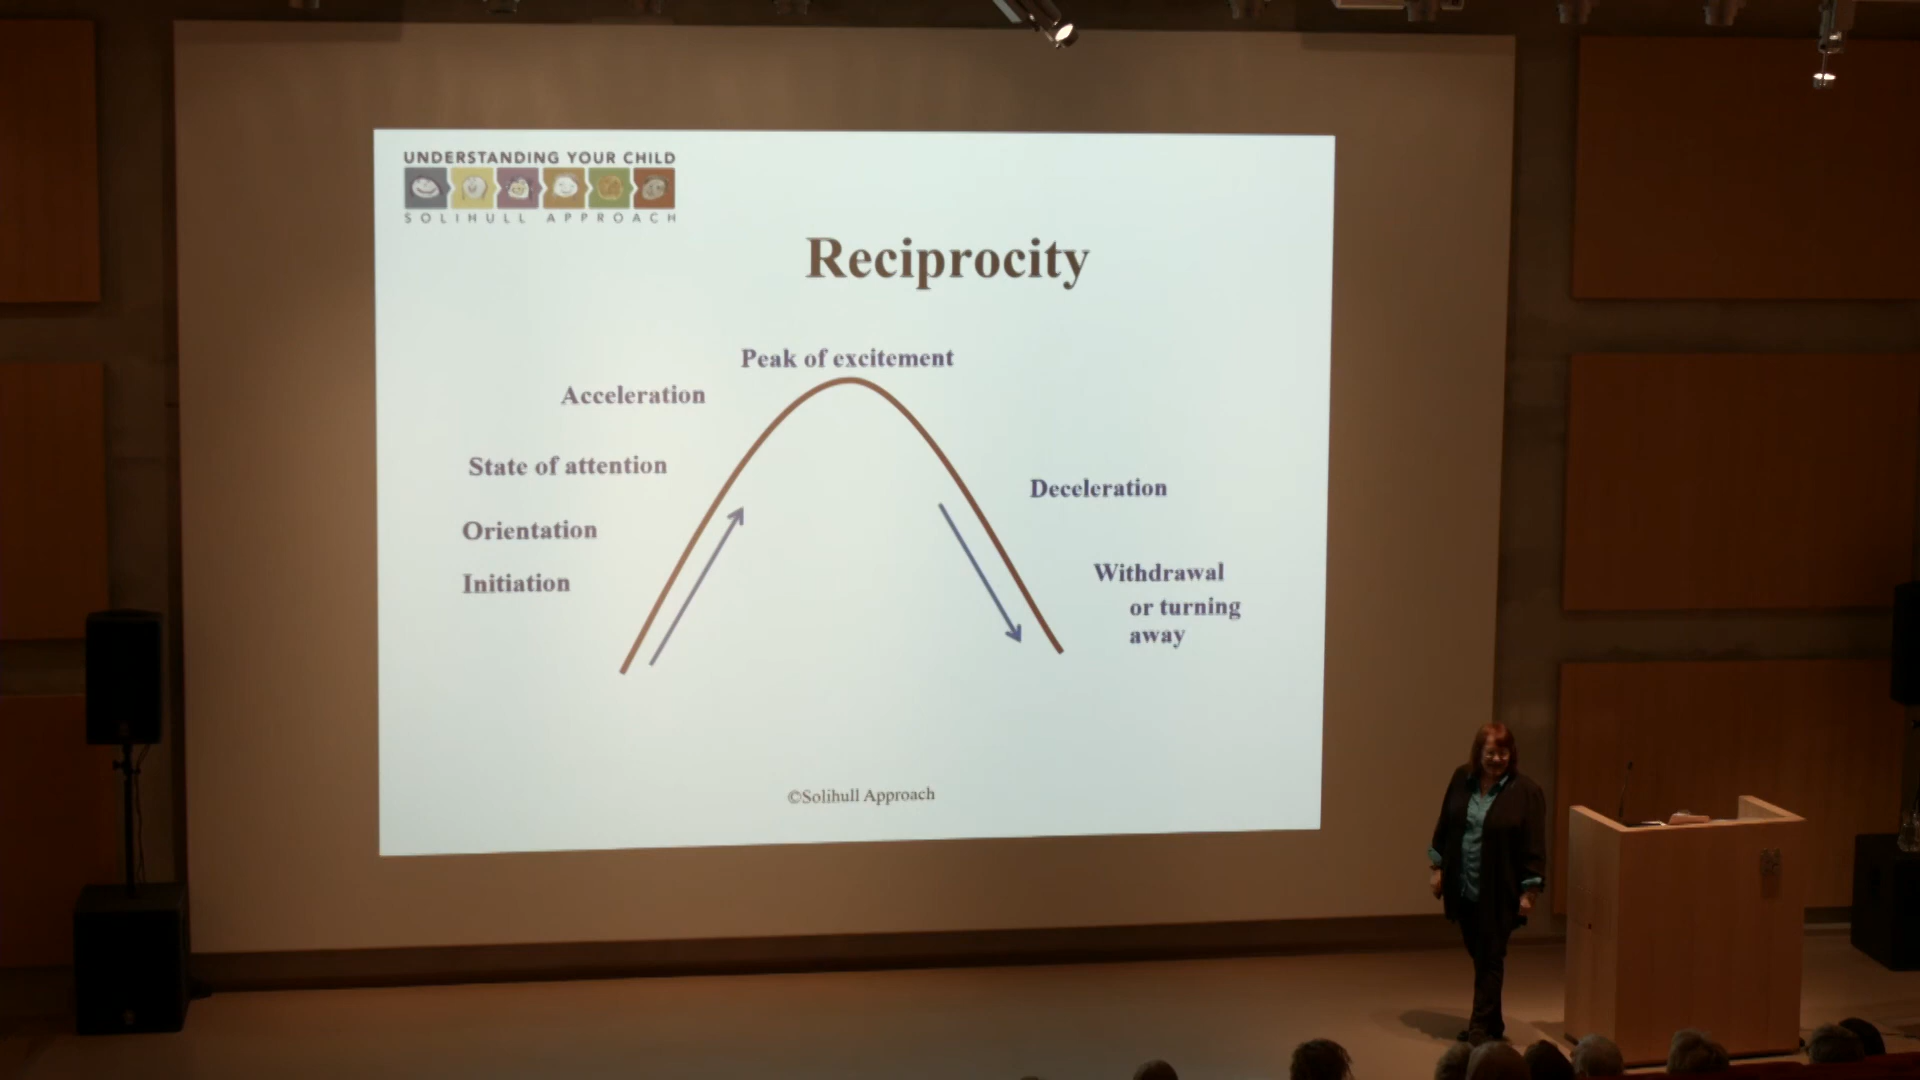 UNDERSTANDING YOUR CHILD
SOLIHULL APPROACH
Reciprocity
Peak of excitement
Acceleration
State of attention
Orientation
Initiation
Deceleration
Withdrawal
or turning
away
©Solihull Approach